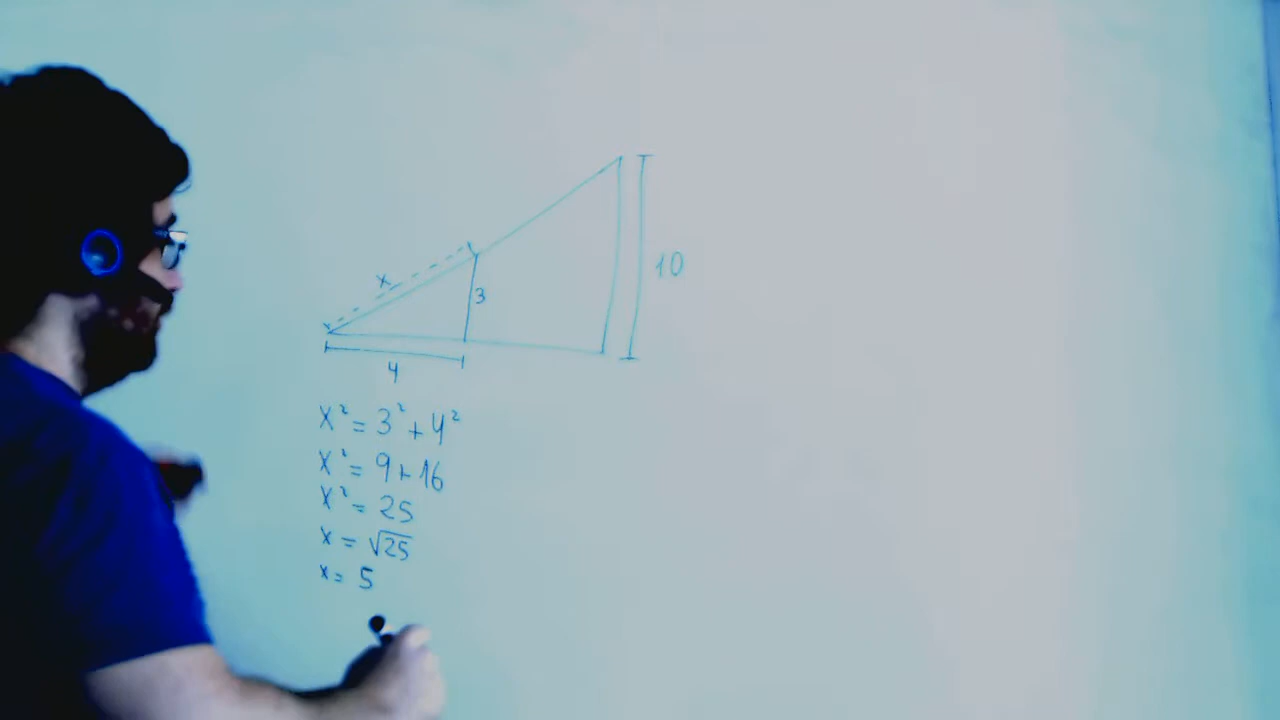 x
3
10
4
x² = 3² + 4²
x² = 9 + 16
x² = 25
x = √25
x = 5